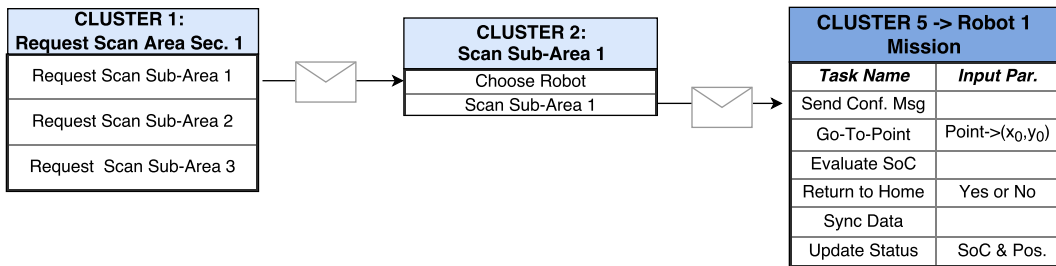 CLUSTER 1:
Request Scan Area Sec. 1
Request Scan Sub-Area 1
Request Scan Sub-Area 2
Request  Scan Sub-Area 3
CLUSTER 2:
Scan Sub-Area 1
Choose Robot
Scan Sub-Area 1
CLUSTER 5 -> Robot 1
Mission
Task Name Input Par.
Send Conf. Msg
Go-To-Point Point->(x₀,y₀)
Evaluate SoC
Return to Home Yes or No
Sync Data
Update Status SoC & Pos.